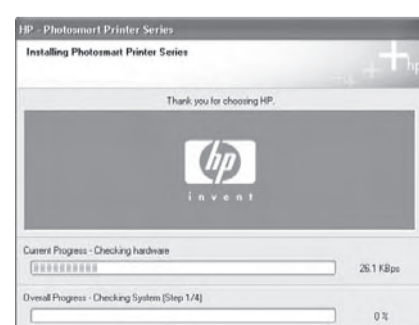 HP - Photosmart Printer Series
Installing Photosmart Printer Series
hp
Thank you for choosing HP.
hp
invent
Current Progress - Checking hardware
26.1 KBps
Overall Progress - Checking System (Step 1/4)
0 %